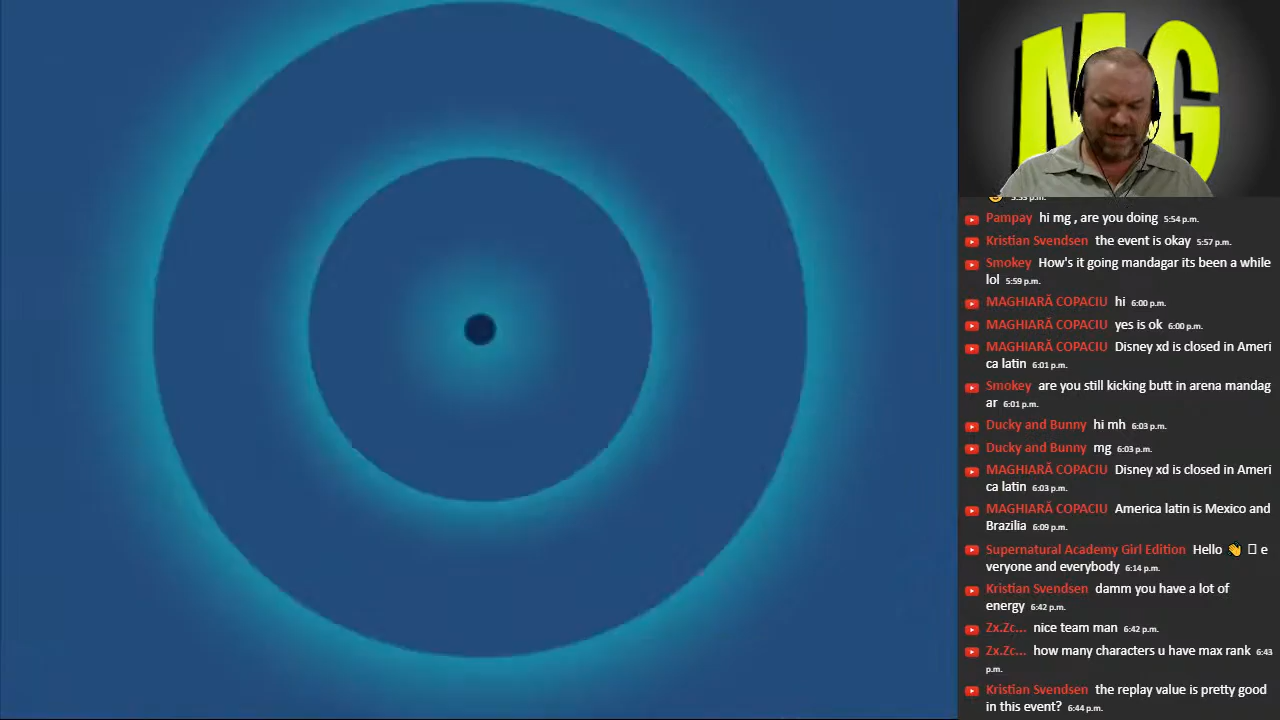 MG
5:53 p.m.
Pampay hi mg , are you doing 5:54 p.m.
Kristian Svendsen the event is okay 5:57 p.m.
Smokey How's it going mandagar its been a while
lol 5:59 p.m.
MAGHIARĂ COPACIU hi 6:00 p.m.
MAGHIARĂ COPACIU yes is ok 6:00 p.m.
MAGHIARĂ COPACIU Disney xd is closed in Ameri
ca latin 6:01 p.m.
Smokey are you still kicking butt in arena mandag
ar 6:01 p.m.
Ducky and Bunny hi mh 6:03 p.m.
Ducky and Bunny mg 6:03 p.m.
MAGHIARĂ COPACIU Disney xd is closed in Ameri
ca latin 6:03 p.m.
MAGHIARĂ COPACIU America latin is Mexico and
Brazilia 6:09 p.m.
Supernatural Academy Girl Edition Hello 👋 □ e
veryone and everybody 6:14 p.m.
Kristian Svendsen damm you have a lot of
energy 6:42 p.m.
Zx.Zc... nice team man 6:42 p.m.
Zx.Zc... how many characters u have max rank 6:43
p.m.
Kristian Svendsen the replay value is pretty good
in this event? 6:44 p.m.